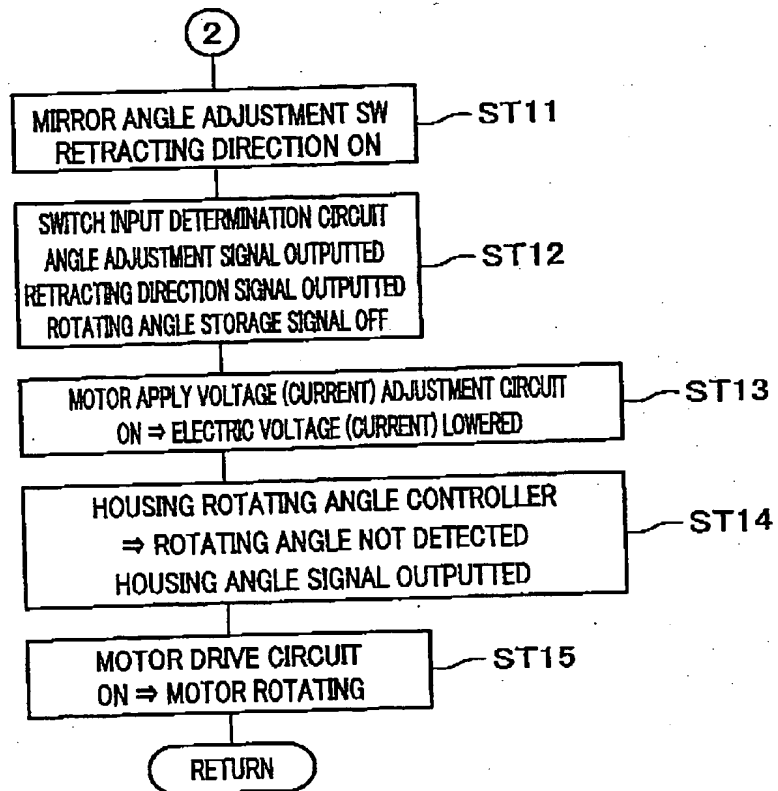 2
MIRROR ANGLE ADJUSTMENT SW
RETRACTING DIRECTION ON
ST11
SWITCH INPUT DETERMINATION CIRCUIT
ANGLE ADJUSTMENT SIGNAL OUTPUTTED
RETRACTING DIRECTION SIGNAL OUTPUTTED
ROTATING ANGLE STORAGE SIGNAL OFF
ST12
MOTOR APPLY VOLTAGE (CURRENT) ADJUSTMENT CIRCUIT
ON ⇒ ELECTRIC VOLTAGE (CURRENT) LOWERED
ST13
HOUSING ROTATING ANGLE CONTROLLER
⇒ ROTATING ANGLE NOT DETECTED
HOUSING ANGLE SIGNAL OUTPUTTED
ST14
MOTOR DRIVE CIRCUIT
ON ⇒ MOTOR ROTATING
ST15
RETURN